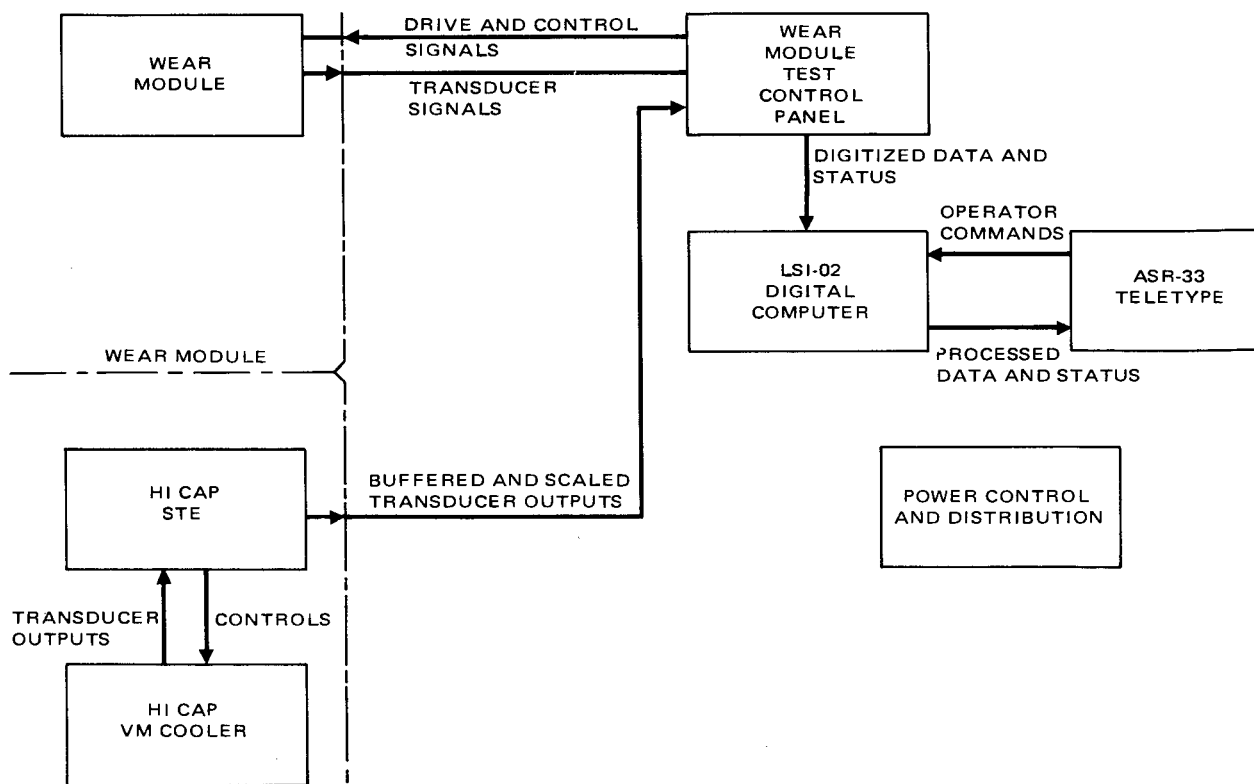 WEAR
MODULE
DRIVE AND CONTROL
SIGNALS
TRANSDUCER
SIGNALS
WEAR
MODULE
TEST
CONTROL
PANEL
DIGITIZED DATA AND
STATUS
OPERATOR
COMMANDS
LSI-02
DIGITAL
COMPUTER
ASR-33
TELETYPE
PROCESSED
DATA AND STATUS
WEAR MODULE
HI CAP
STE
BUFFERED AND SCALED
TRANSDUCER OUTPUTS
POWER CONTROL
AND DISTRIBUTION
TRANSDUCER
OUTPUTS
CONTROLS
HI CAP
VM COOLER